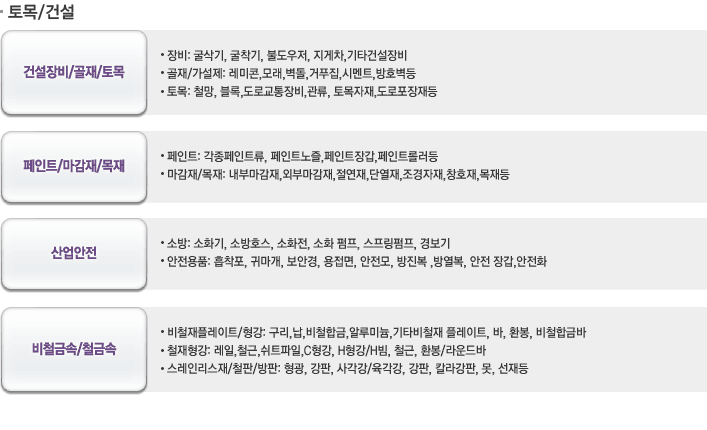 - 토목/건설
건설장비/골재/토목
• 장비: 굴삭기, 굴착기, 불도우저, 지게차,기타건설장비
• 골재/가설제: 레미콘,모래,벽돌,거푸집,시멘트,방호벽등
• 토목: 철망, 블록,도로교통장비,관류, 토목자재,도로포장재등
페인트/마감재/목재
• 페인트: 각종페인트류, 페인트노즐,페인트장갑,페인트롤러등
• 마감재/목재: 내부마감재,외부마감재,절연재,단열재,조경자재,창호재,목재등
산업안전
• 소방: 소화기, 소방호스, 소화전, 소화 펌프, 스프링펌프, 경보기
• 안전용품: 흡착포, 귀마개, 보안경, 용접면, 안전모, 방진복 ,방열복, 안전 장갑,안전화
비철금속/철금속
• 비철재플레이트/형강: 구리,납,비철합금,알루미늄,기타비철재 플레이트, 바, 환봉, 비철합금바
• 철재형강: 레일,철근,쉬트파일,C형강, H형강/H빔, 철근, 환봉/라운드바
• 스레인리스재/철판/방판: 형광, 강판, 사각강/육각강, 강판, 칼라강판, 못, 선재등